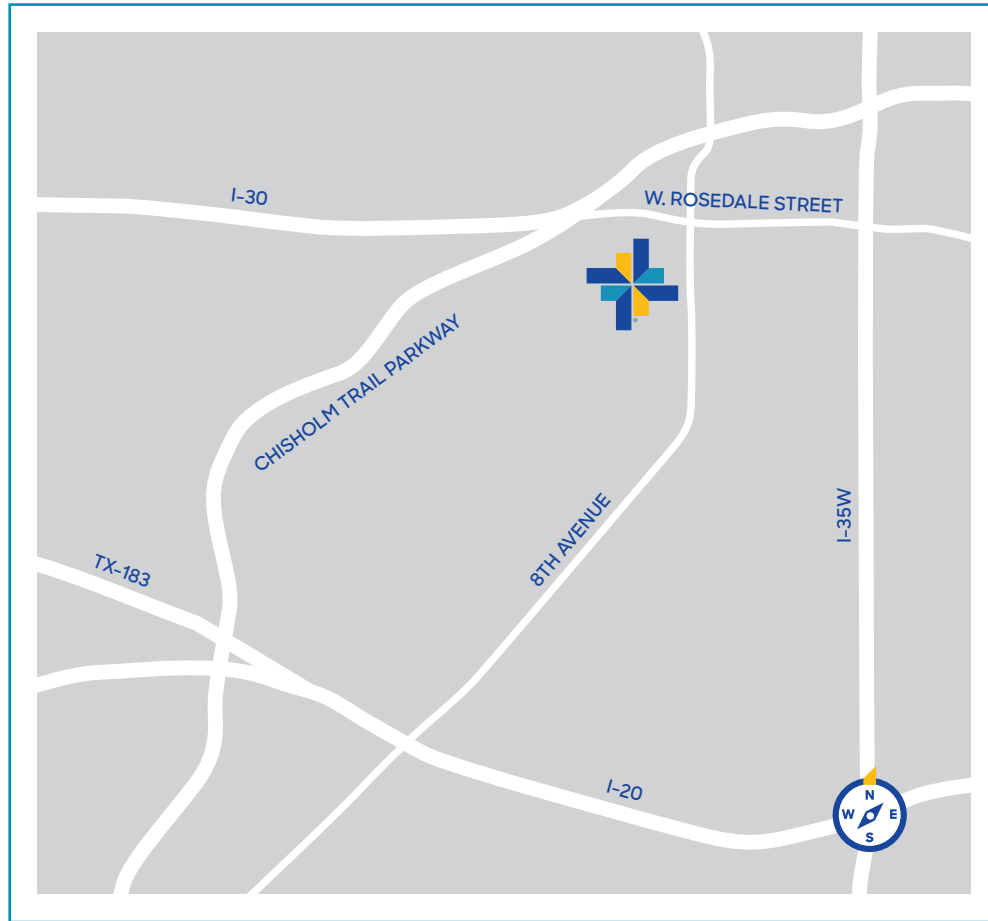 I-30
W. ROSEDALE STREET
®
CHISHOLM TRAIL PARKWAY
I-35W
8TH AVENUE
TX-183
I-20
N
W E
S